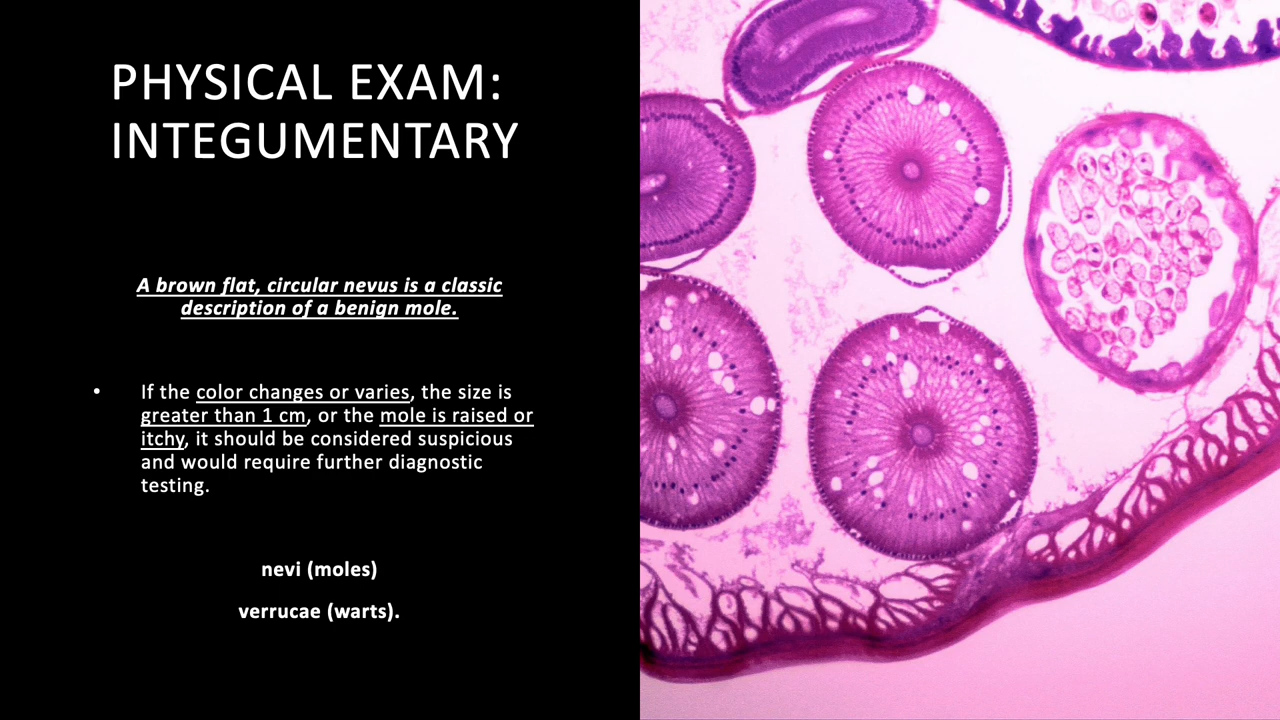 PHYSICAL EXAM:
INTEGUMENTARY
A brown flat, circular nevus is a classic
description of a benign mole.
• If the color changes or varies, the size is
greater than 1 cm, or the mole is raised or
itchy, it should be considered suspicious
and would require further diagnostic
testing.
nevi (moles)
verrucae (warts).